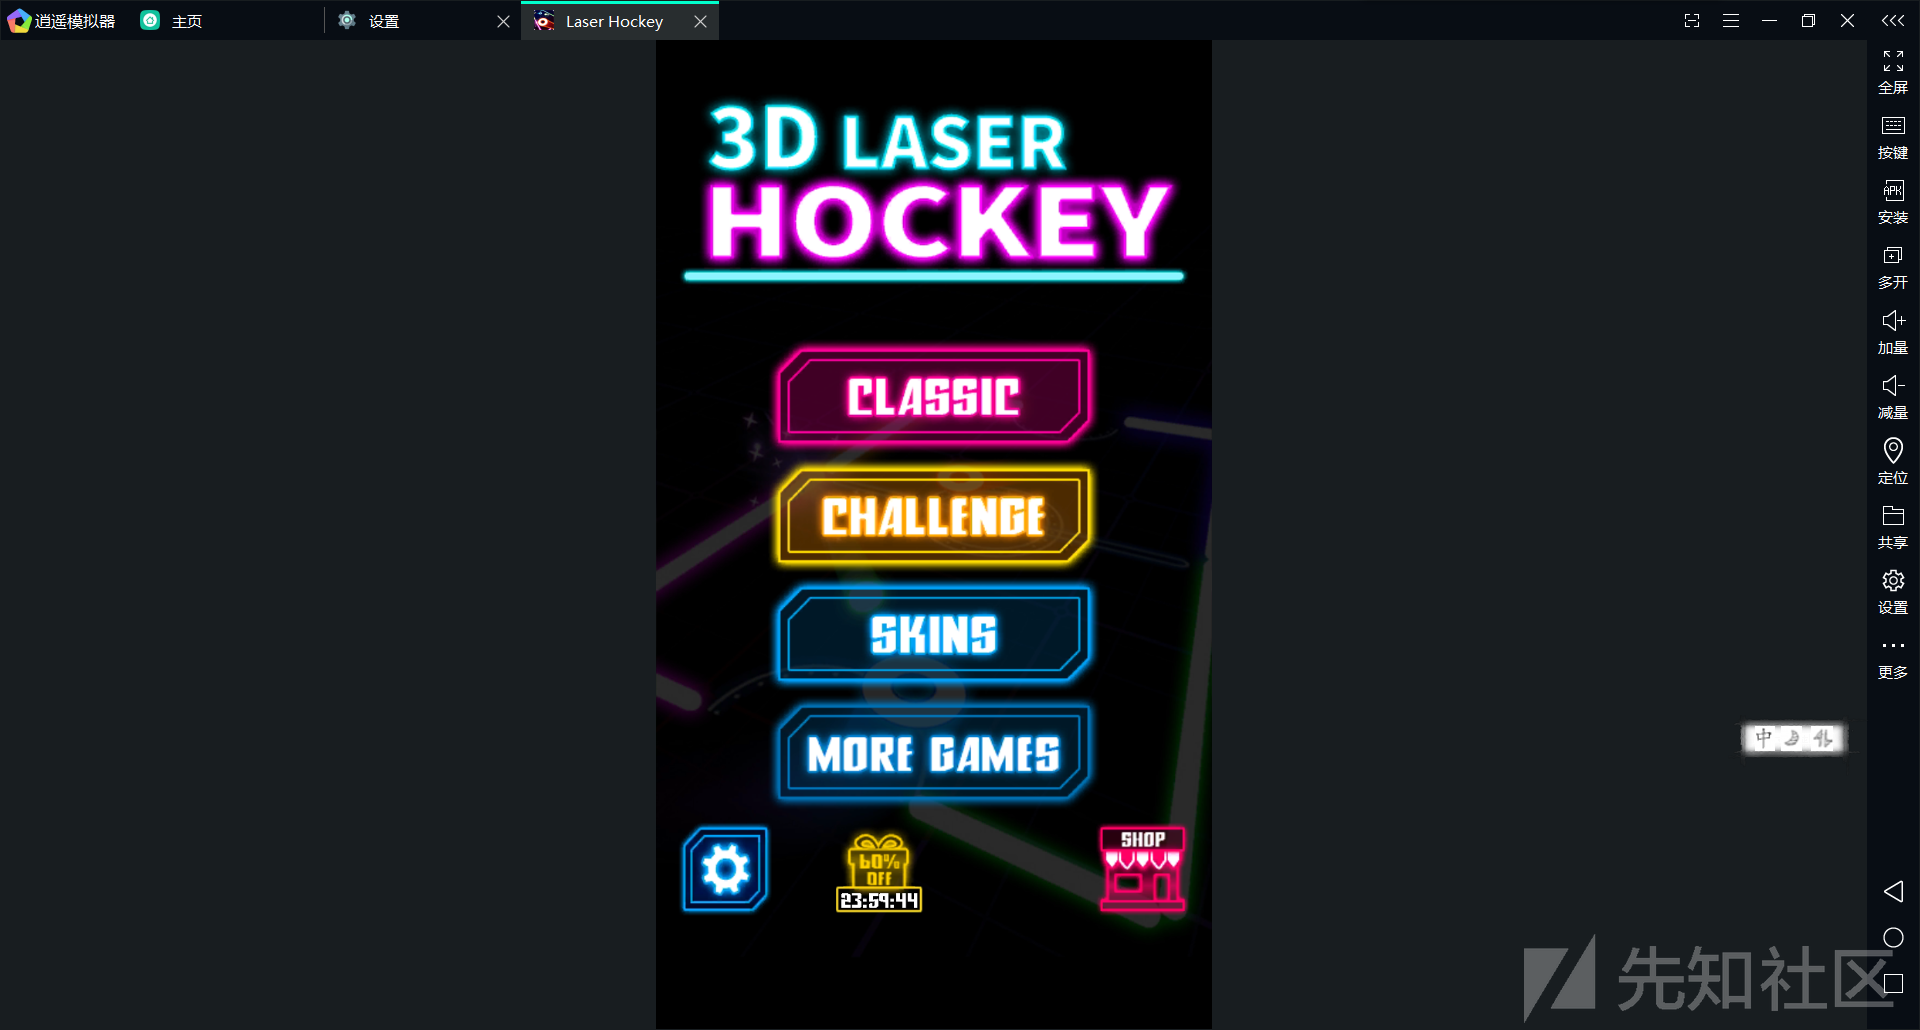 逍遥模拟器
主页
设置
Laser Hockey
3D LASER
HOCKEY
CLASSIC
CHALLENGE
SKINS
MORE GAMES
60%
OFF
23:59:44
SHOP
全屏
按键
APK
安装
多开
加量
减量
定位
共享
设置
更多
中
先知社区